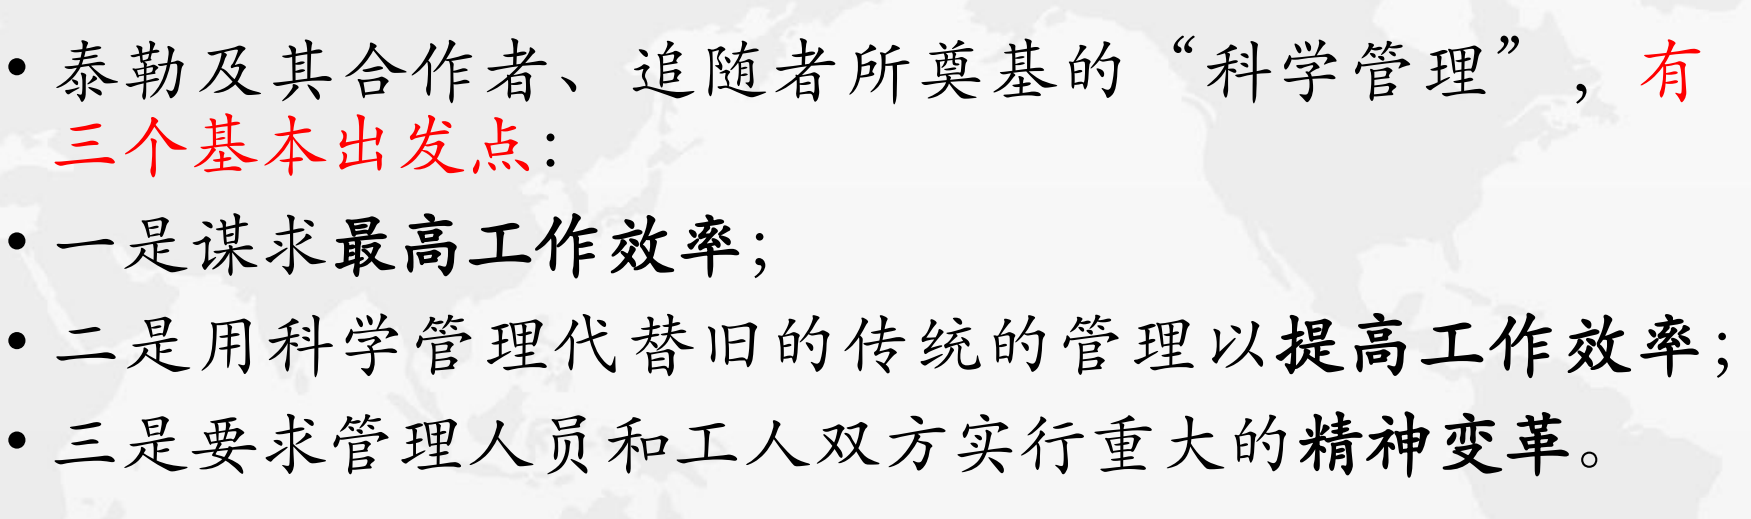 • 泰勒及其合作者、追随者所奠基的“科学管理”，有
三个基本出发点：
• 一是谋求最高工作效率；
• 二是用科学管理代替旧的传统的管理以提高工作效率；
• 三是要求管理人员和工人双方实行重大的精神变革。